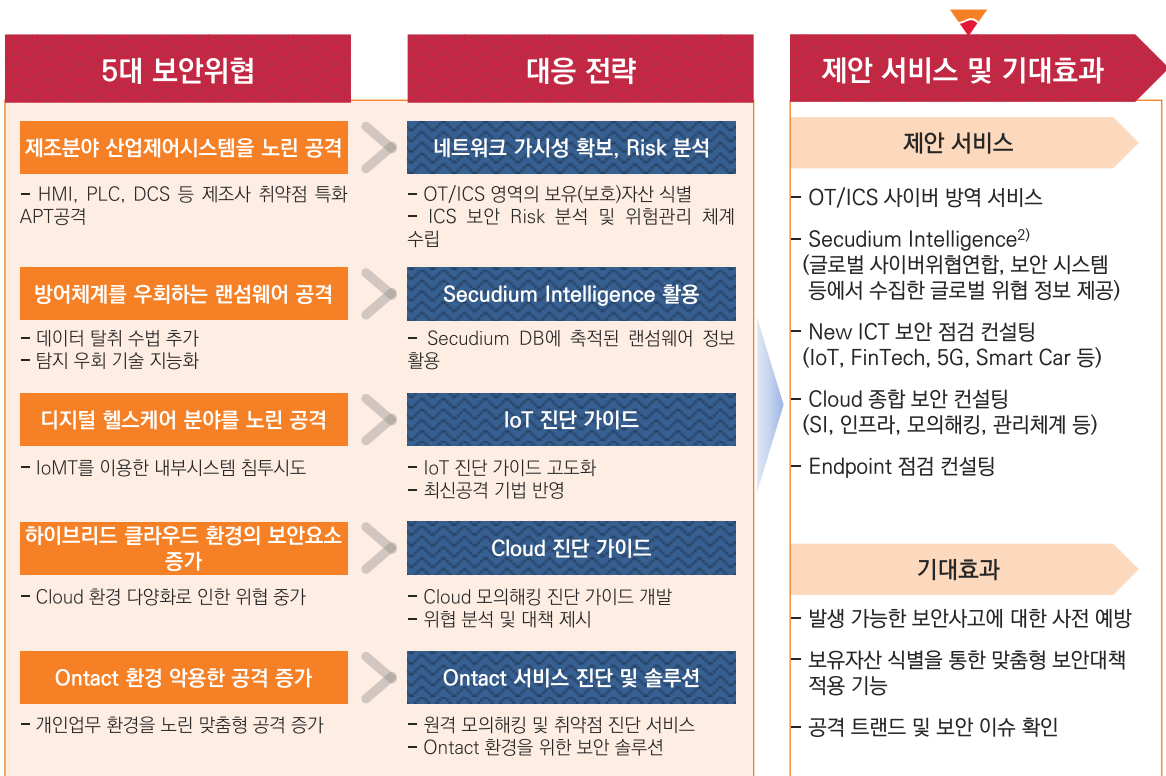 5대 보안위협
대응 전략
제안 서비스 및 기대효과
제조분야 산업제어시스템을 노린 공격
네트워크 가시성 확보, Risk 분석
– HMI, PLC, DCS 등 제조사 취약점 특화
APT공격
– OT/ICS 영역의 보유(보호)자산 식별
– ICS 보안 Risk 분석 및 위험관리 체계
수립
방어체계를 우회하는 랜섬웨어 공격
Secudium Intelligence 활용
– 데이터 탈취 수법 추가
– 탐지 우회 기술 지능화
– Secudium DB에 축적된 랜섬웨어 정보
활용
디지털 헬스케어 분야를 노린 공격
IoT 진단 가이드
– IoMT를 이용한 내부시스템 침투시도
– IoT 진단 가이드 고도화
– 최신공격 기법 반영
하이브리드 클라우드 환경의 보안요소
증가
Cloud 진단 가이드
– Cloud 환경 다양화로 인한 위협 중가
– Cloud 모의해킹 진단 가이드 개발
– 위협 분석 및 대책 제시
Ontact 환경 악용한 공격 증가
Ontact 서비스 진단 및 솔루션
– 개인업무 환경을 노린 맞춤형 공격 증가
– 원격 모의해킹 및 취약점 진단 서비스
– Ontact 환경을 위한 보안 솔루션
제안 서비스
– OT/ICS 사이버 방역 서비스
– Secudium Intelligence2)
(글로벌 사이버위협연합, 보안 시스템
등에서 수집한 글로벌 위협 정보 제공)
– New ICT 보안 점검 컨설팅
(IoT, FinTech, 5G, Smart Car 등)
– Cloud 종합 보안 컨설팅
(SI, 인프라, 모의해킹, 관리체계 등)
– Endpoint 점검 컨설팅
기대효과
– 발생 가능한 보안사고에 대한 사전 예방
– 보유자산 식별을 통한 맞춤형 보안대책
적용 기능
– 공격 트랜드 및 보안 이슈 확인